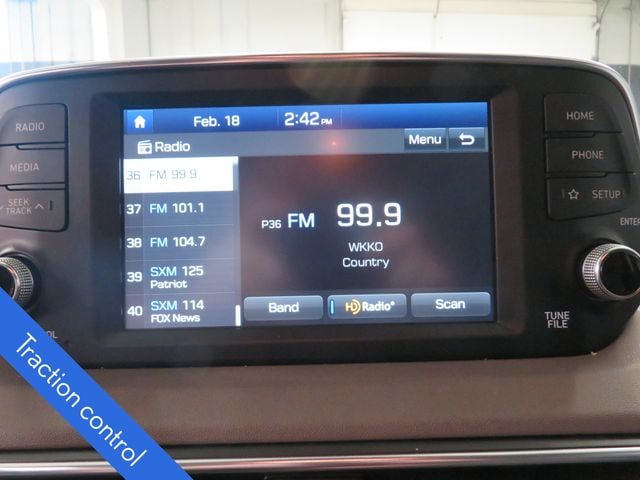 RADIO
MEDIA
SEEK
TRACK
Feb. 18 2:42 PM
Radio
Menu
36 FM 99.9
37 FM 101.1
38 FM 104.7
39 SXM 125
Patriot
40 SXM 114
FOX News
P36 FM 99.9
WKKO
Country
Band
HD Radio®
Scan
HOME
PHONE
SETUP
ENTER
TUNE
FILE
OL
Traction control